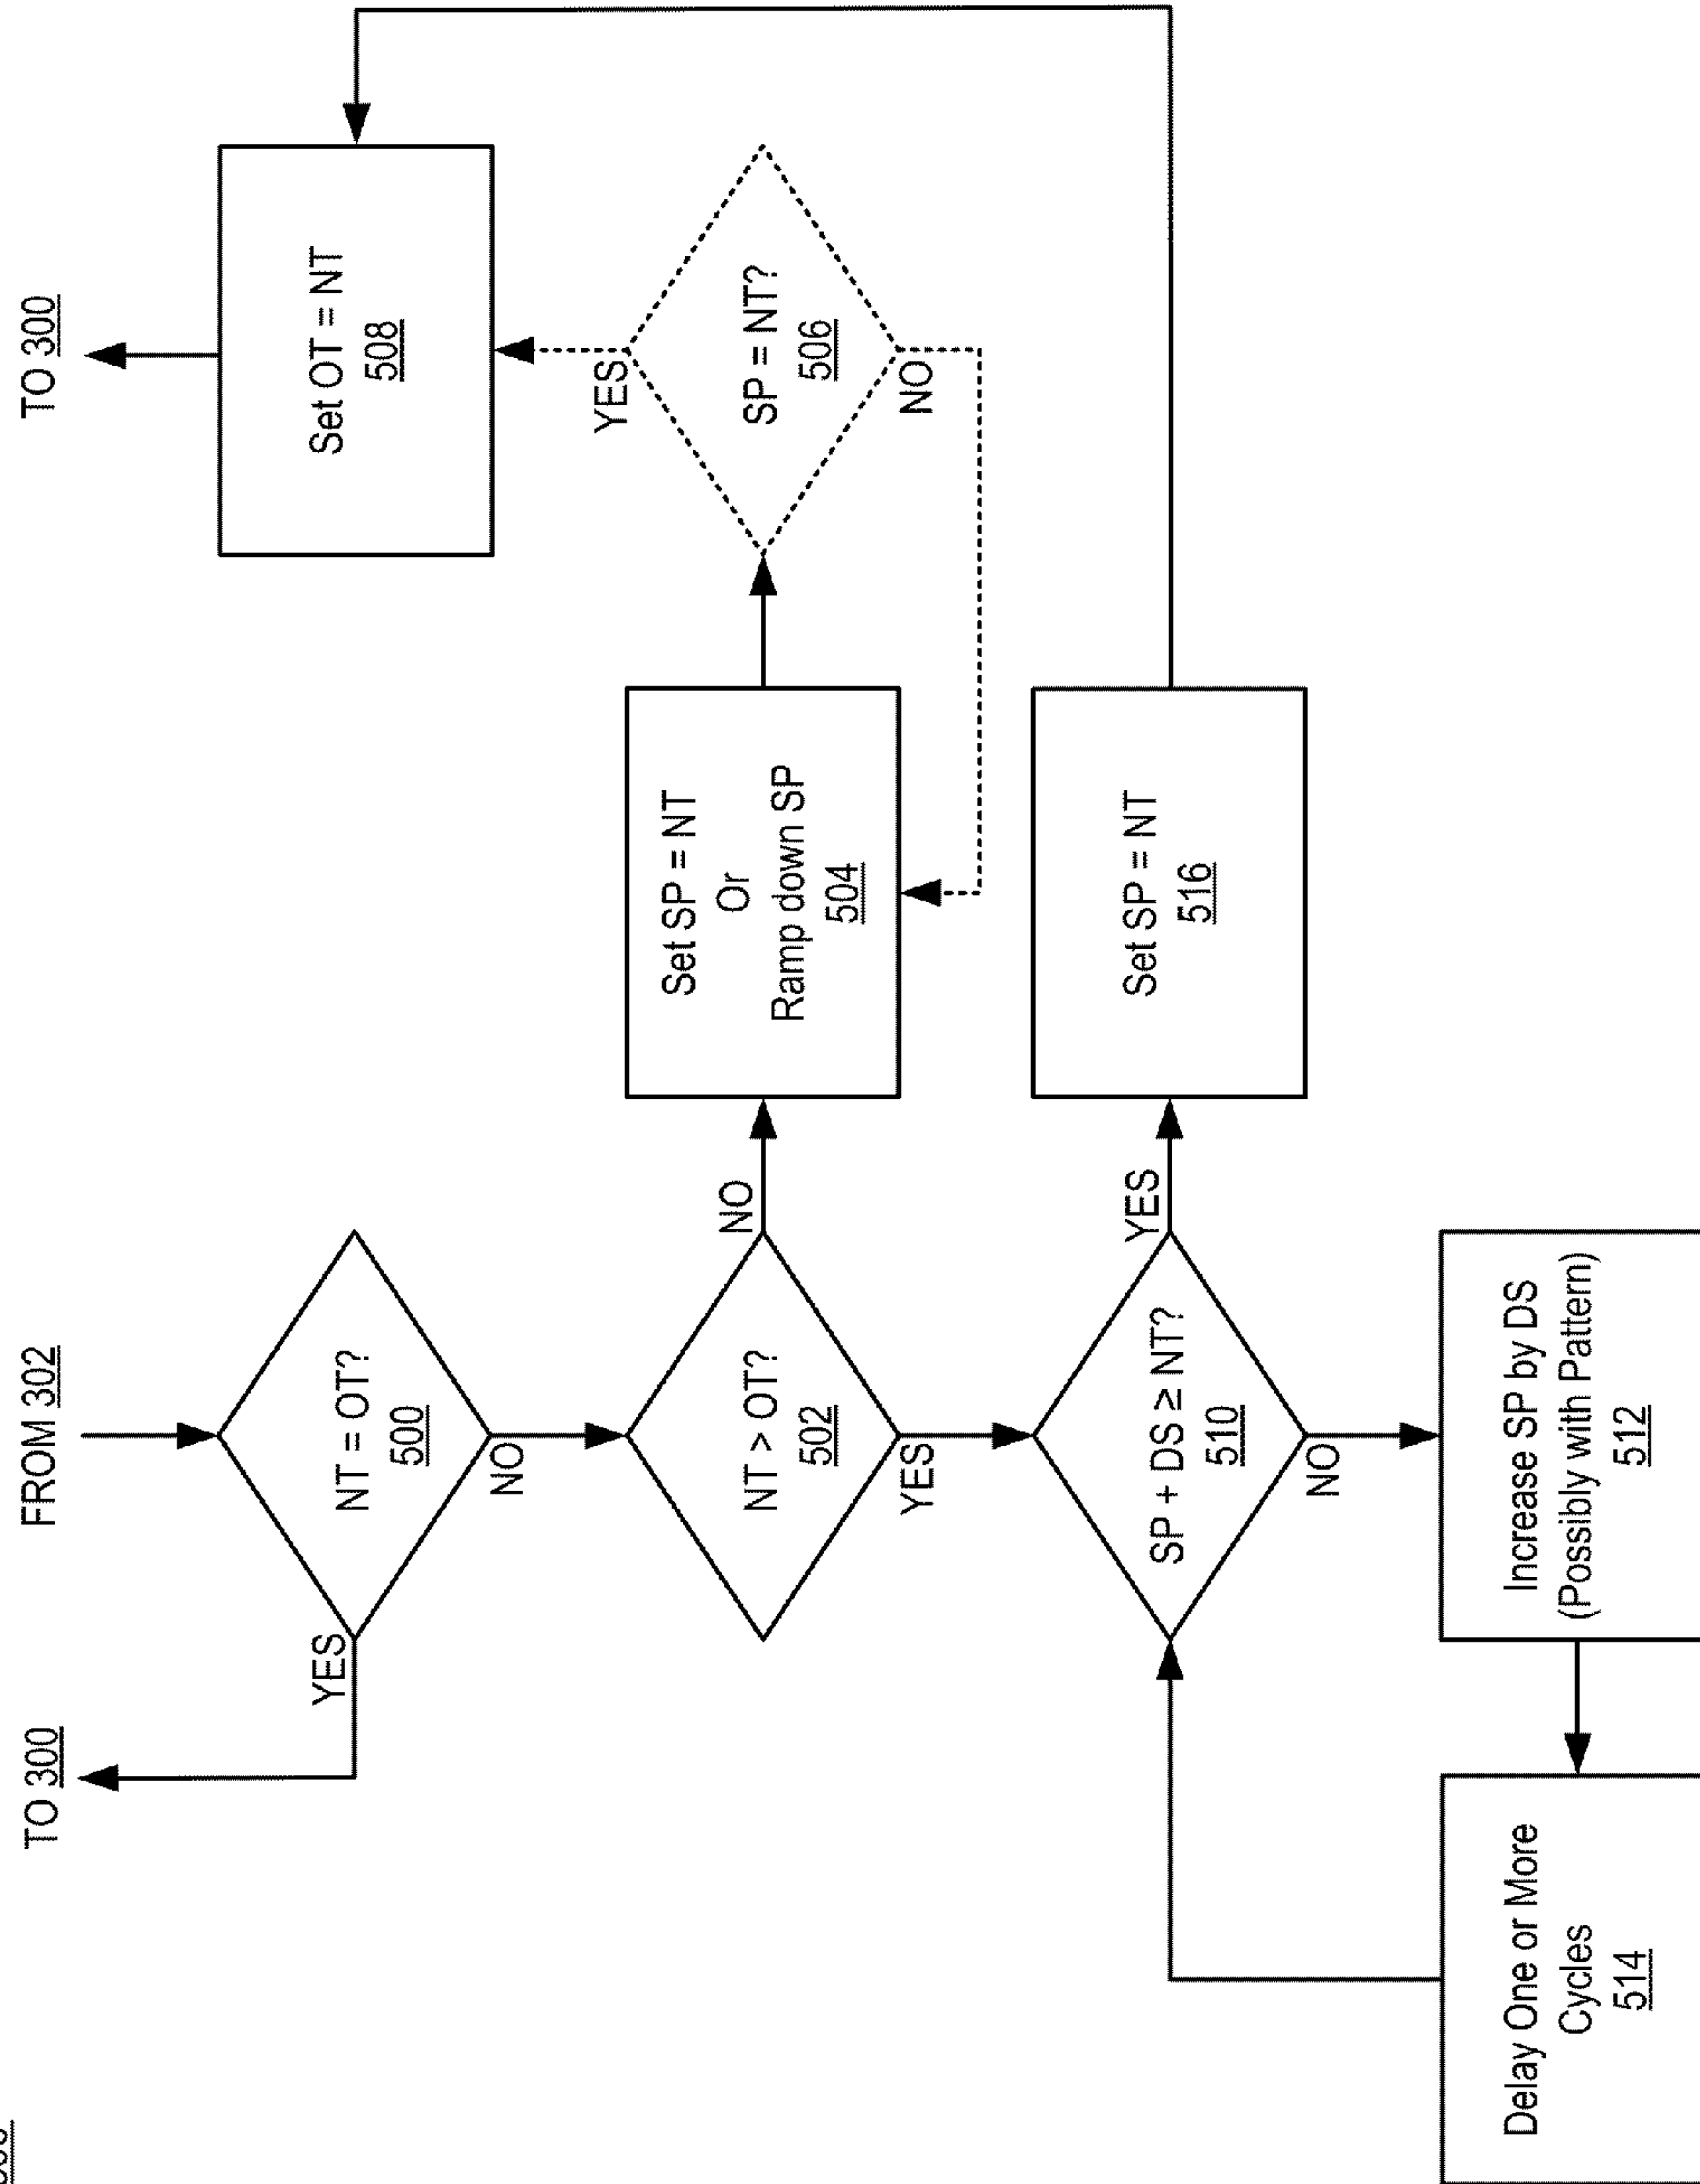 TO 300
FROM 302
TO 300
YES
NT = OT?
500
NO
Set OT = NT
508
NT > OT?
502
NO
YES
Set SP = NT
Or
Ramp down SP
504
SP = NT?
506
YES
NO
SP + DS ≥ NT?
510
YES
NO
Set SP = NT
516
Increase SP by DS
(Possibly with Pattern)
512
Delay One or More
Cycles
514